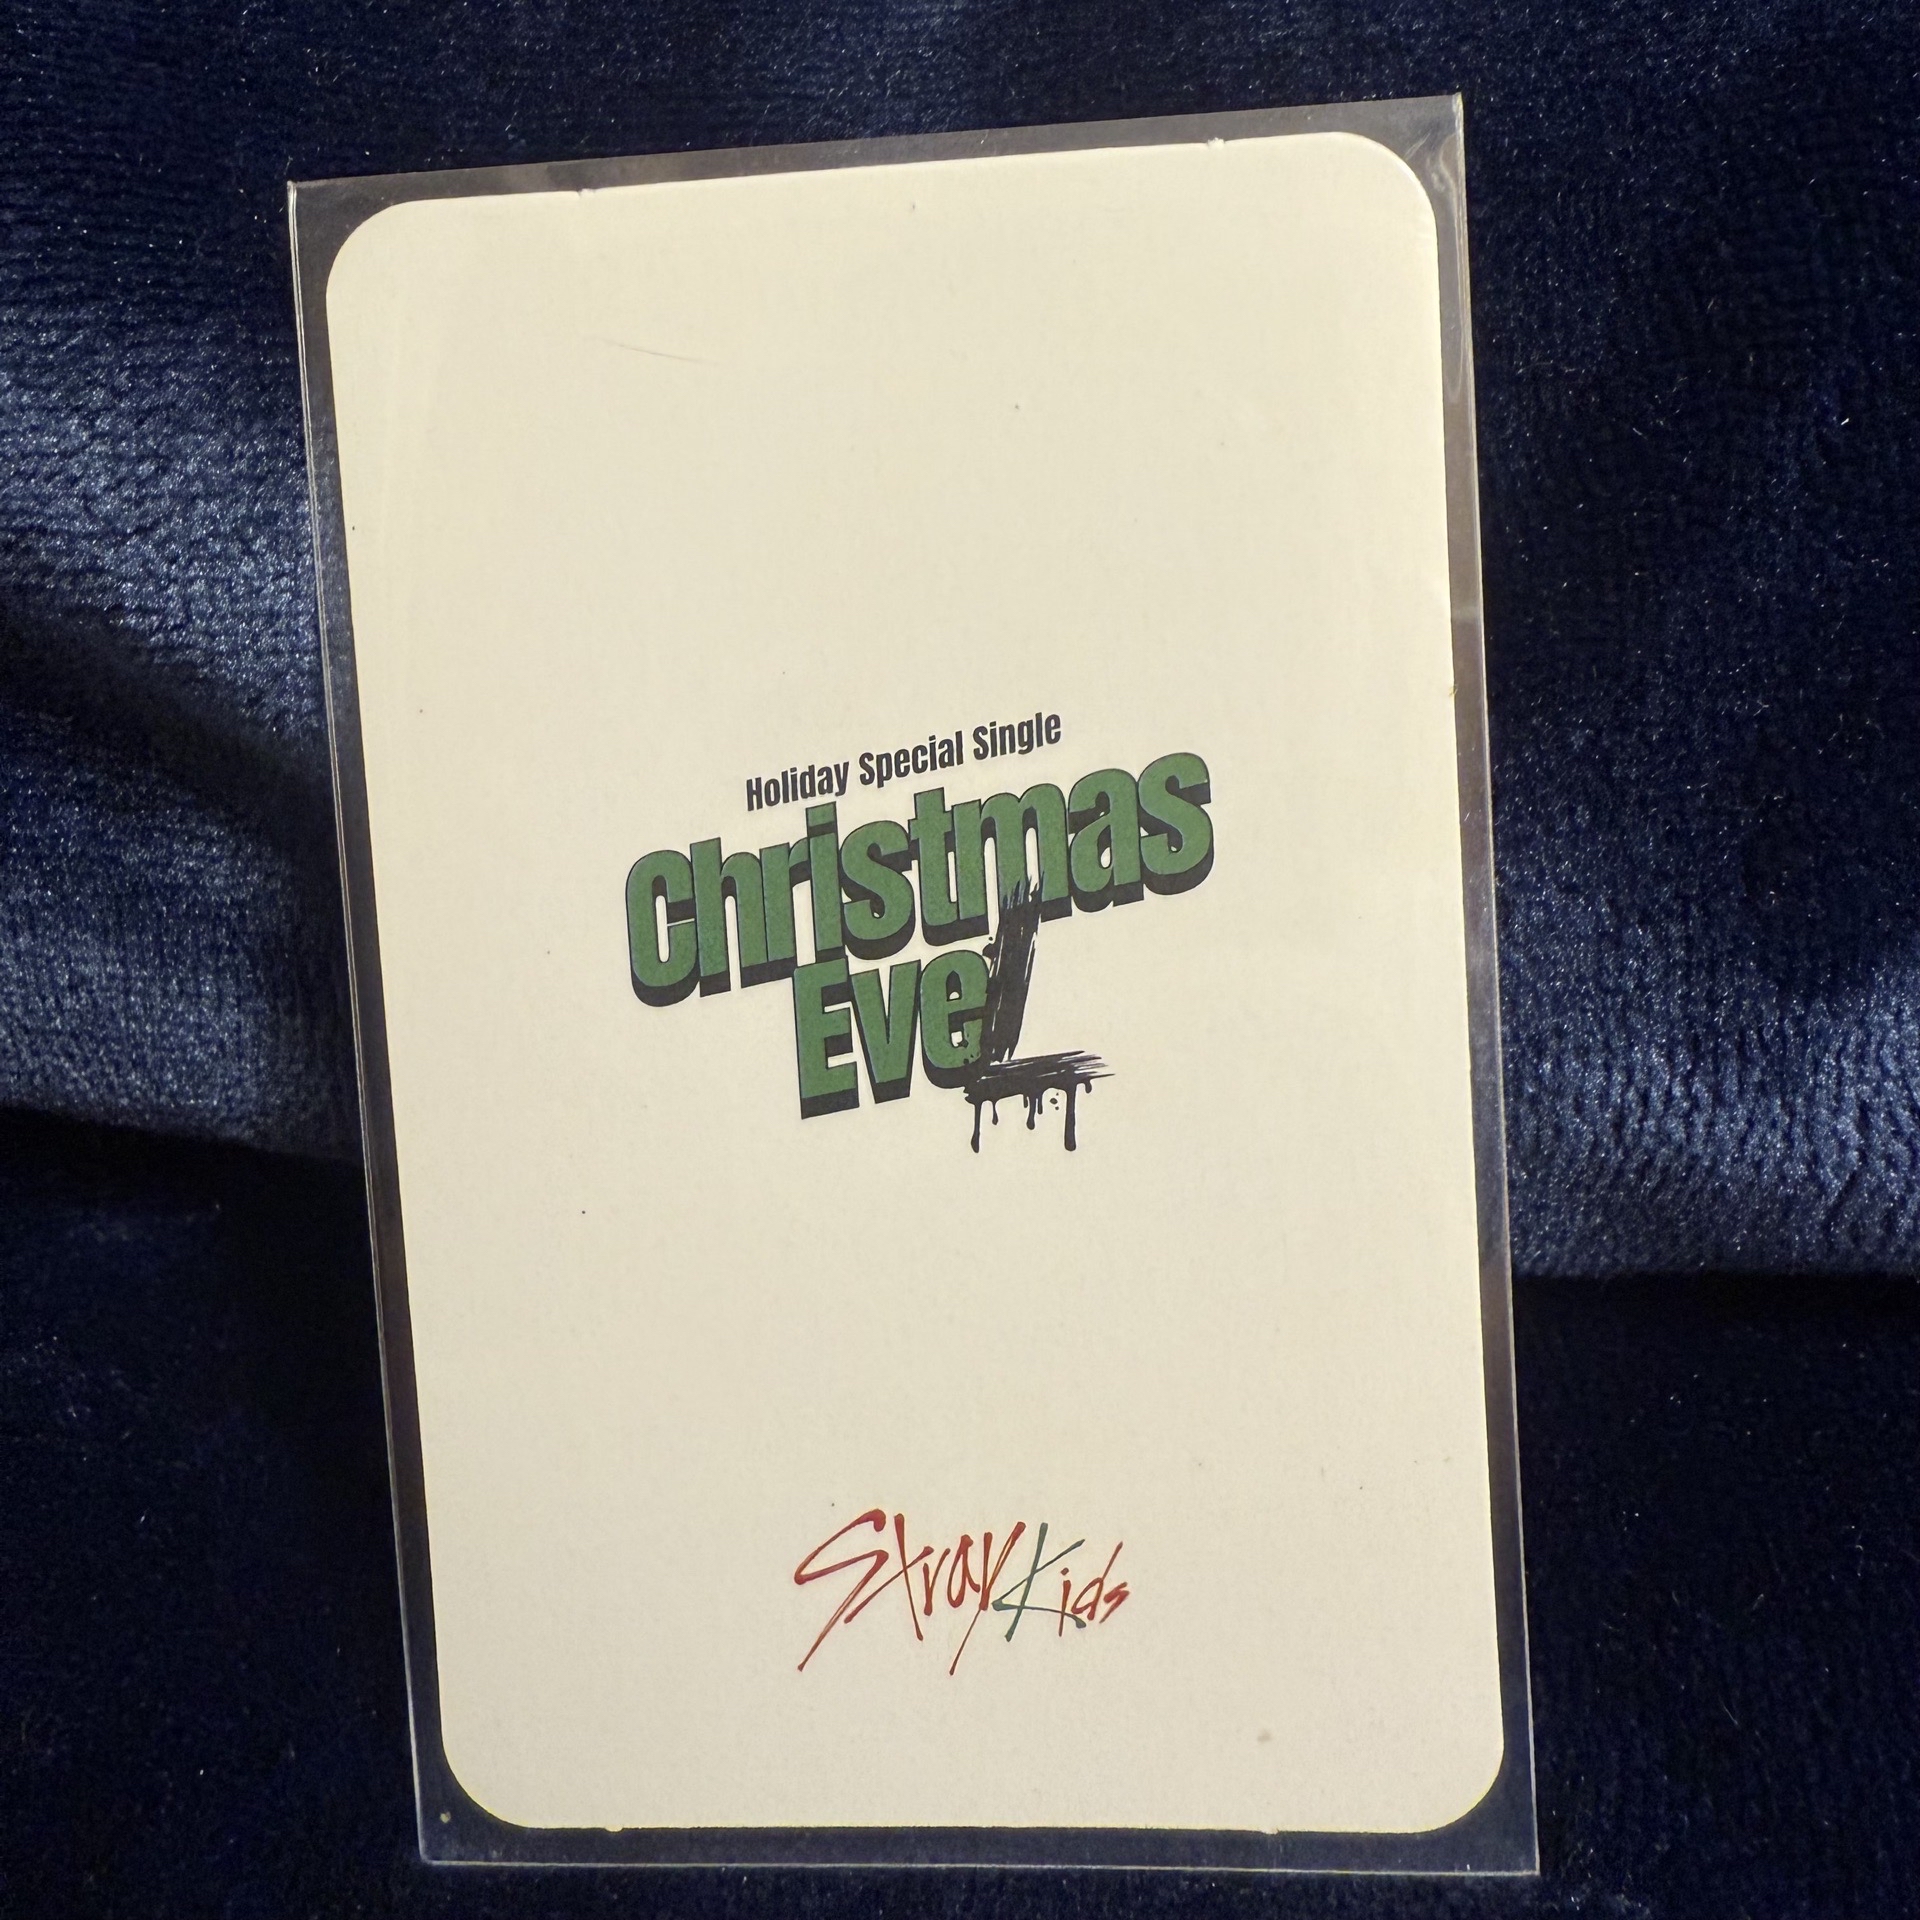 Holiday Special Single
Christmas
EveL
Stray Kids